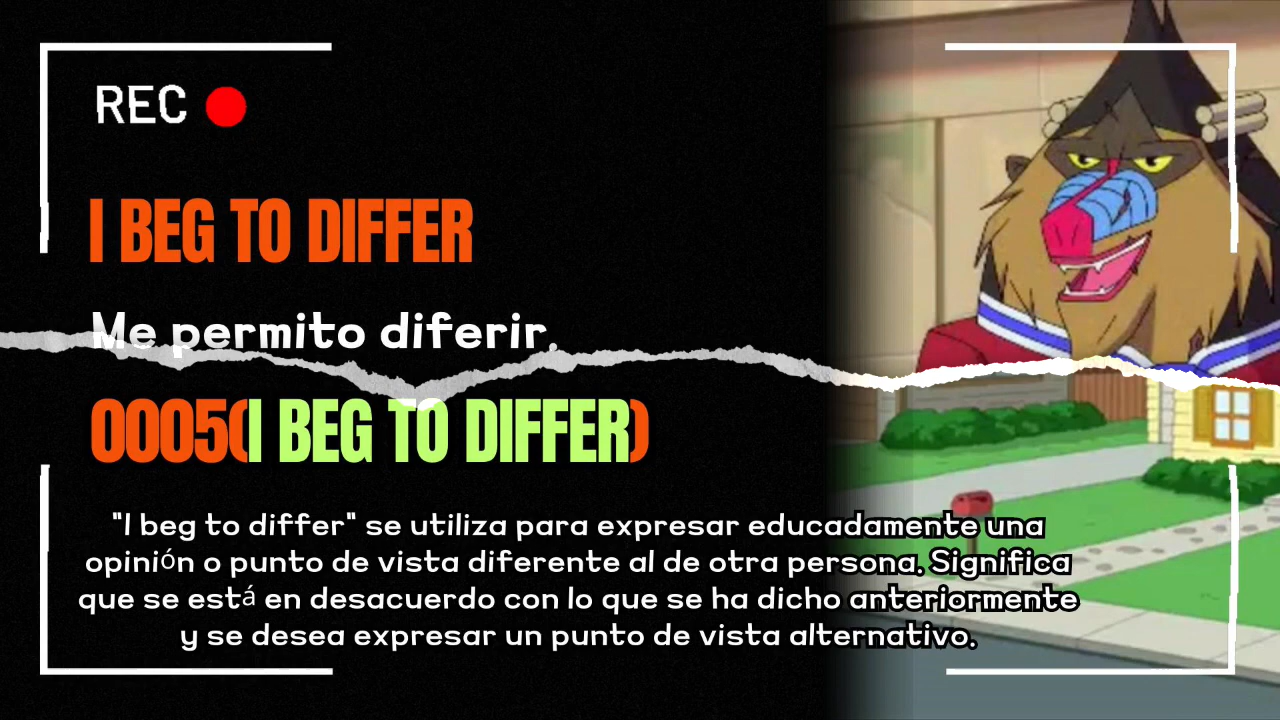 REC
I BEG TO DIFFER
Me permito diferir.
0005(I BEG TO DIFFER)
"I beg to differ" se utiliza para expresar educadamente una
opinión o punto de vista diferente al de otra persona. Significa
que se está en desacuerdo con lo que se ha dicho anteriormente
y se desea expresar un punto de vista alternativo.